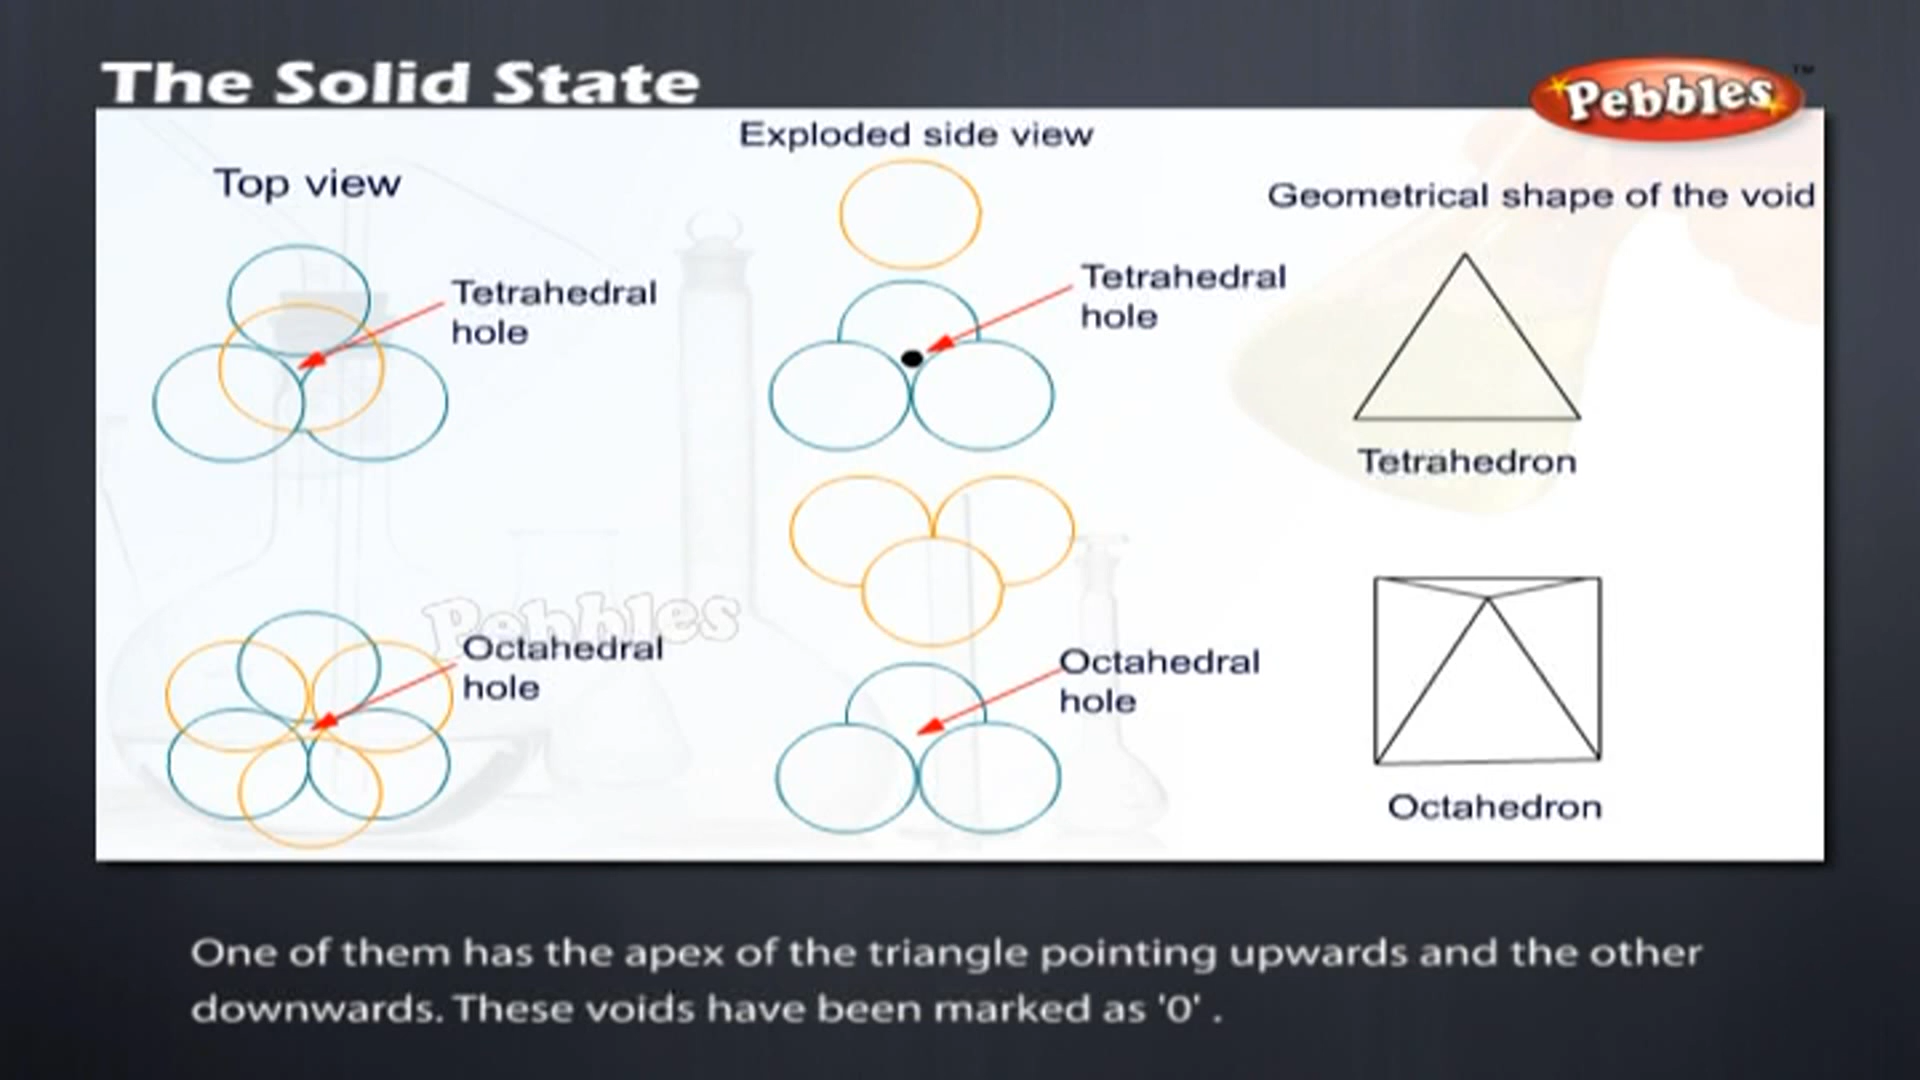 The Solid State
Pebbles
TM
Exploded side view
Top view
Geometrical shape of the void
Tetrahedral
hole
Tetrahedral
hole
Tetrahedron
Pebbles
Octahedral
hole
Octahedral
hole
Octahedron
One of them has the apex of the triangle pointing upwards and the other
downwards. These voids have been marked as '0' .